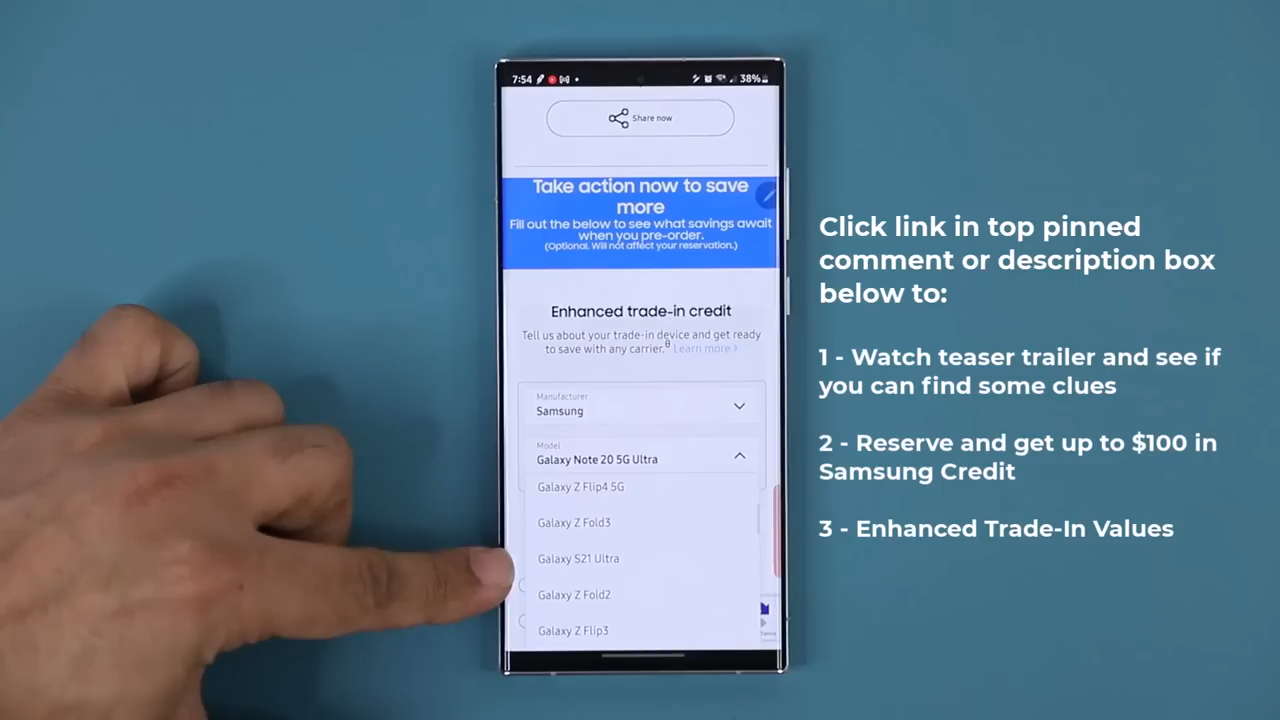 7:54
38%
Share now
Take action now to save
more
Fill out the below to see what savings await
when you pre-order.
(Optional. Will not affect your reservation.)
Enhanced trade-in credit
Tell us about your trade-in device and get ready
to save with any carrier. Learn more >
Manufacturer
Samsung
Model
Galaxy Note 20 5G Ultra
Galaxy Z Flip4 5G
Galaxy Z Fold3
Galaxy S21 Ultra
Galaxy Z Fold2
Galaxy Z Flip3
Click link in top pinned
comment or description box
below to:
1 - Watch teaser trailer and see if
you can find some clues
2 - Reserve and get up to $100 in
Samsung Credit
3 - Enhanced Trade-In Values